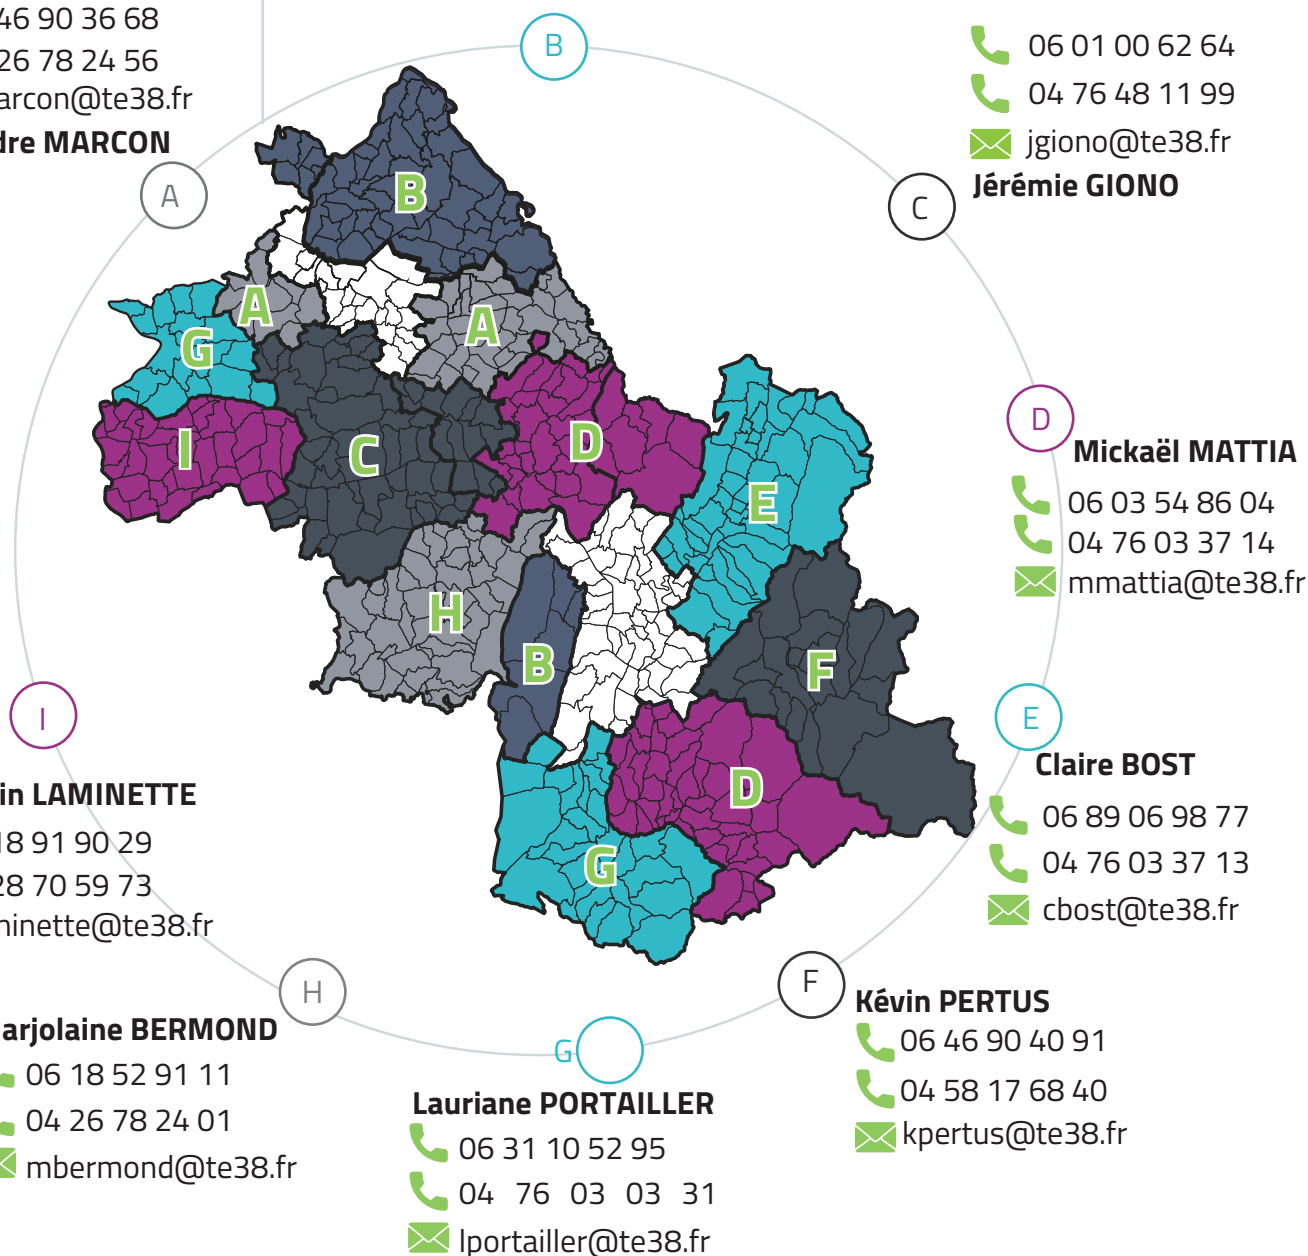 46 90 36 68
26 78 24 56
arcon@te38.fr
dre MARCON
A
B
06 01 00 62 64
04 76 48 11 99
jgiono@te38.fr
Jérémie GIONO
C
B
A
A
G
I
C
D
E
H
B
F
D
G
D
Mickaël MATTIA
06 03 54 86 04
04 76 03 37 14
mmattia@te38.fr
E
Claire BOST
06 89 06 98 77
04 76 03 37 13
cbost@te38.fr
F
Kévin PERTUS
06 46 90 40 91
04 58 17 68 40
kpertus@te38.fr
G
Lauriane PORTAILLER
06 31 10 52 95
04 76 03 03 31
lportailler@te38.fr
H
arjolaine BERMOND
06 18 52 91 11
04 26 78 24 01
mbermond@te38.fr
I
in LAMINETTE
18 91 90 29
28 70 59 73
minette@te38.fr